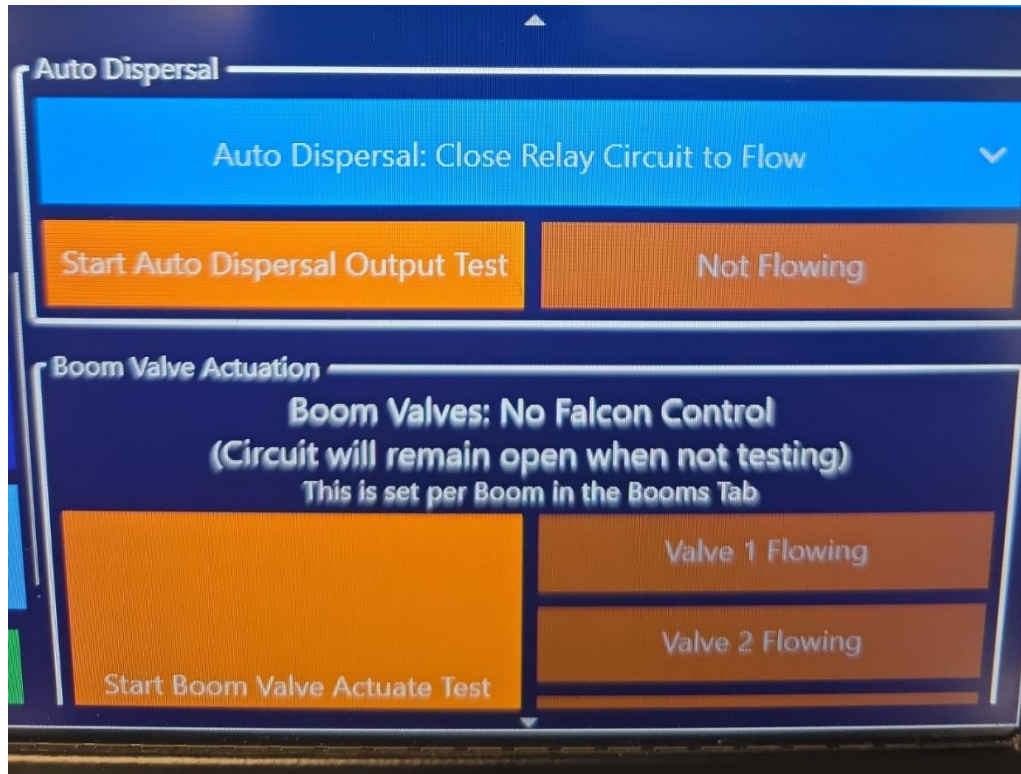 Auto Dispersal
Auto Dispersal: Close Relay Circuit to Flow
Start Auto Dispersal Output Test
Not Flowing
Boom Valve Actuation
Boom Valves: No Falcon Control
(Circuit will remain open when not testing)
This is set per Boom in the Booms Tab
Valve 1 Flowing
Valve 2 Flowing
Start Boom Valve Actuate Test